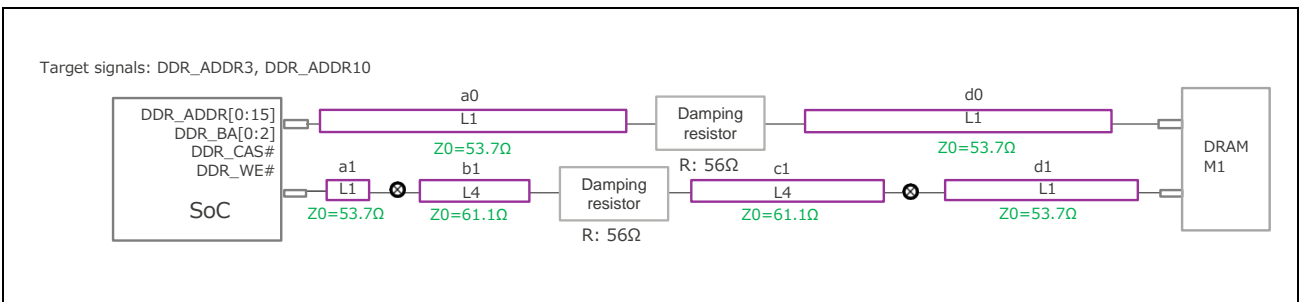 Target signals: DDR_ADDR3, DDR_ADDR10
DDR_ADDR[0:15]
DDR_BA[0:2]
DDR_CAS#
DDR_WE#
SoC
a0
L1
Z0=53.7Ω
Damping
resistor
R: 56Ω
d0
L1
Z0=53.7Ω
a1
L1
Z0=53.7Ω
b1
L4
Z0=61.1Ω
Damping
resistor
R: 56Ω
c1
L4
Z0=61.1Ω
d1
L1
Z0=53.7Ω
DRAM
M1